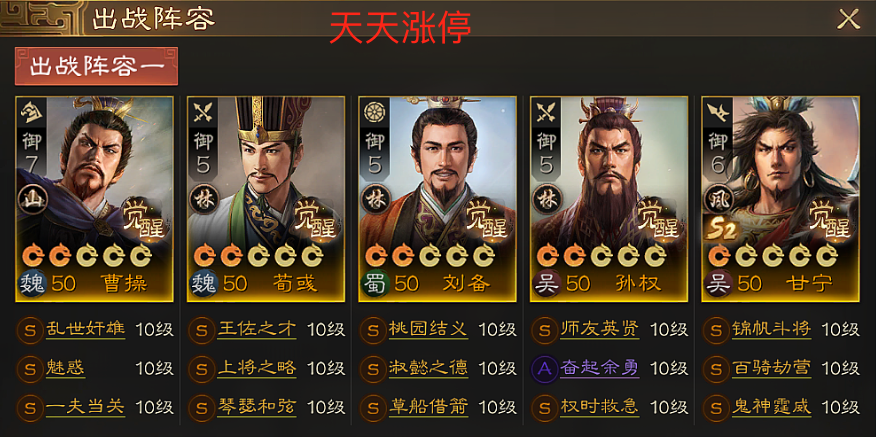 出战阵容
天天涨停
出战阵容一
御 御 御 御 御
7 5 5 5 6
山 林 林 林 风
S2
觉醒 觉醒 觉醒 觉醒 觉醒
魏 50 曹操 魏 50 荀彧 蜀 50 刘备 吴 50 孙权 吴 50 甘宁
S 乱世奸雄 10级 S 王佐之才 10级 S 桃园结义 10级 S 师友英贤 10级 S 锦帆斗将 10级
S 魅惑 10级 S 上将之略 10级 S 淑懿之德 10级 A 奋起余勇 10级 S 百骑劫营 10级
S 一夫当关 10级 S 琴瑟和弦 10级 S 草船借箭 10级 S 权时救急 10级 S 鬼神霆威 10级